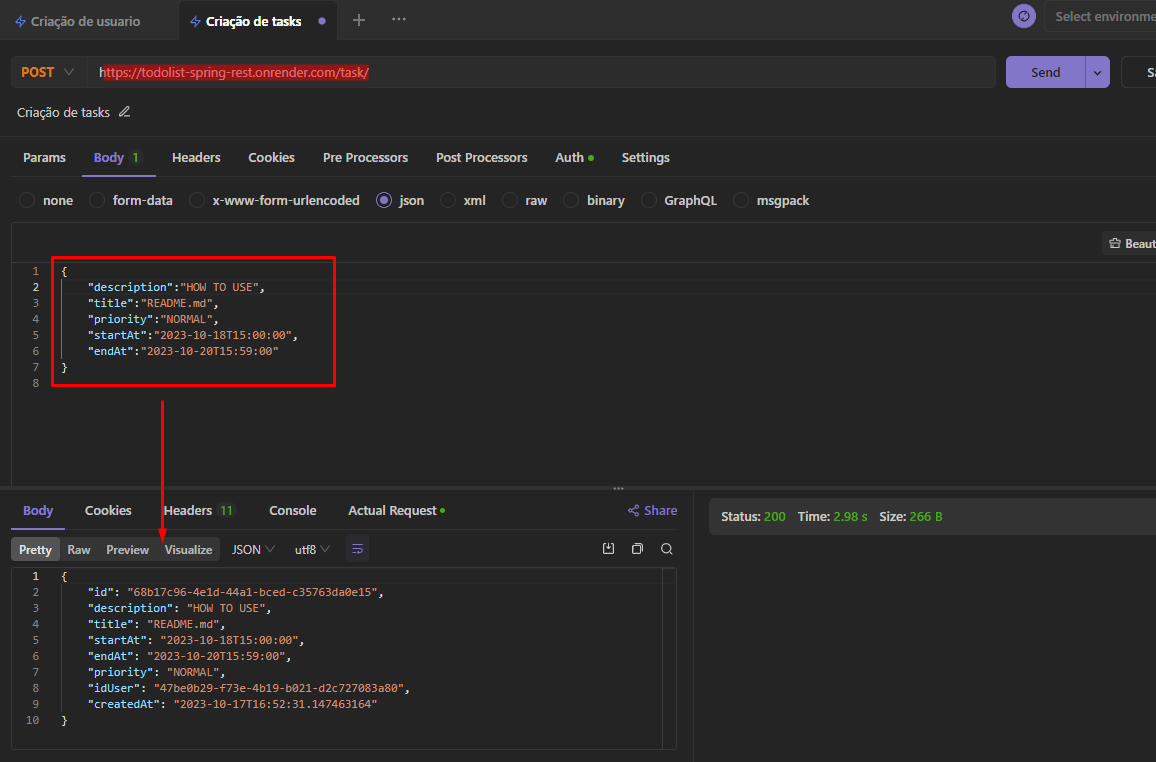 Criação de usuario
Criação de tasks
Select environme
POST
https://todolist-spring-rest.onrender.com/task/
Send
Sa
Criação de tasks
Params Body 1 Headers Cookies Pre Processors Post Processors Auth Settings
none form-data x-www-form-urlencoded json xml raw binary GraphQL msgpack
Beaut
1 {
2 "description":"HOW TO USE",
3 "title":"README.md",
4 "priority":"NORMAL",
5 "startAt":"2023-10-18T15:00:00",
6 "endAt":"2023-10-20T15:59:00"
7 }
8
Body Cookies Headers 11 Console Actual Request Share
Status: 200 Time: 2.98 s Size: 266 B
Pretty Raw Preview Visualize JSON utf8
1 {
2 "id": "68b17c96-4e1d-44a1-bced-c35763da0e15",
3 "description": "HOW TO USE",
4 "title": "README.md",
5 "startAt": "2023-10-18T15:00:00",
6 "endAt": "2023-10-20T15:59:00",
7 "priority": "NORMAL",
8 "idUser": "47be0b29-f73e-4b19-b021-d2c727083a80",
9 "createdAt": "2023-10-17T16:52:31.147463164"
10 }